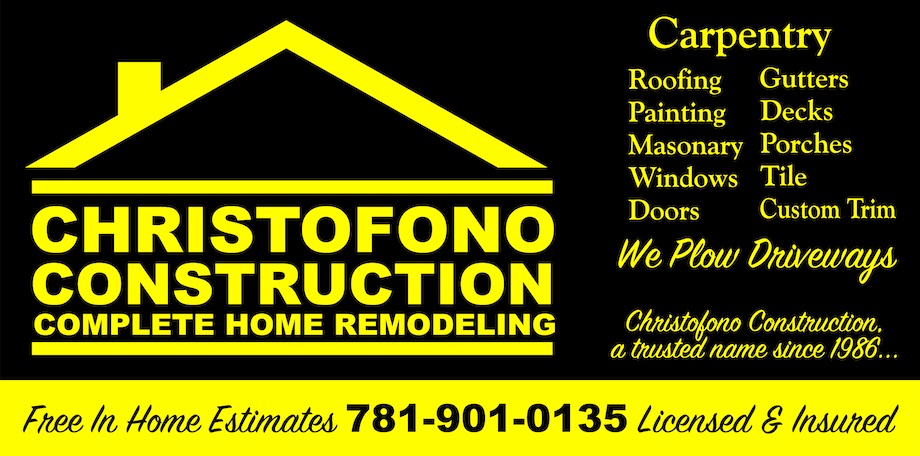 CHRISTOFONO
CONSTRUCTION
COMPLETE HOME REMODELING
Carpentry
Roofing
Painting
Masonary
Windows
Doors
Gutters
Decks
Porches
Tile
Custom Trim
We Plow Driveways
Christofono Construction,
a trusted name since 1986...
Free In Home Estimates 781-901-0135 Licensed & Insured